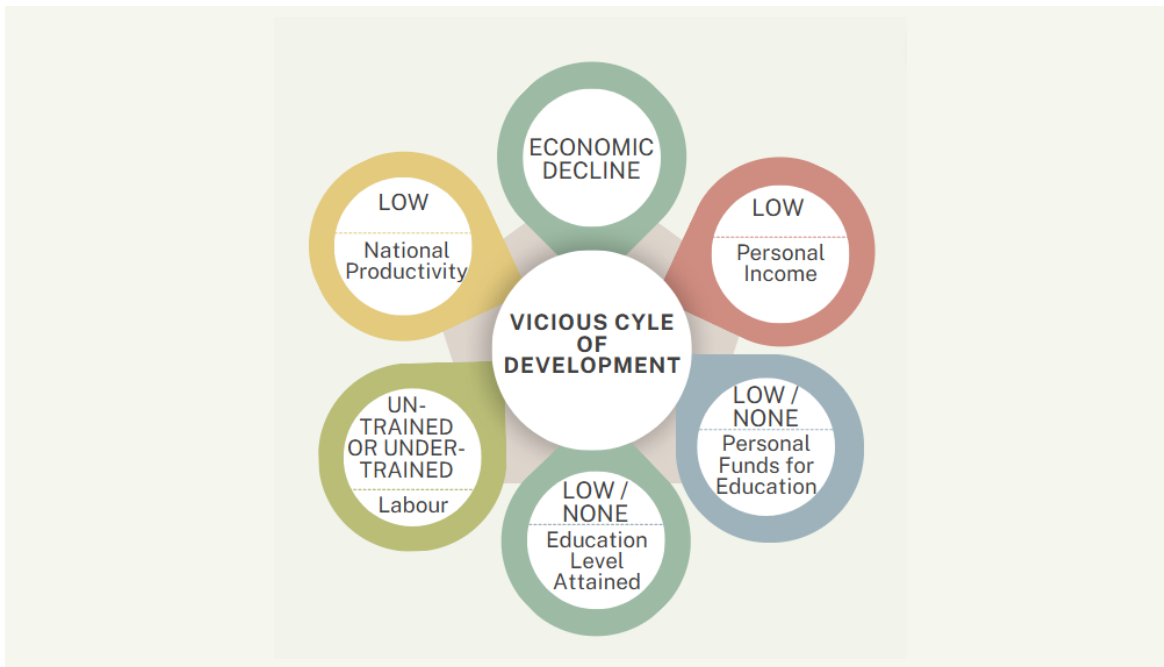 ECONOMIC
DECLINE
LOW
Personal
Income
LOW /
NONE
Personal
Funds for
Education
LOW /
NONE
Education
Level
Attained
UN-
TRAINED
OR UNDER-
TRAINED
Labour
LOW
National
Productivity
VICIOUS CYLE
OF
DEVELOPMENT